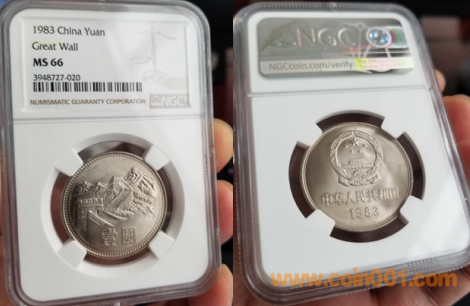 1983 China Yuan
Great Wall
MS 66
3948727-020
NUMISMATIC GUARANTY CORPORATION
NGC
壹圆
NGC
NGCcoin.com/verify
中华人民共和国
1983
www.coin001.com